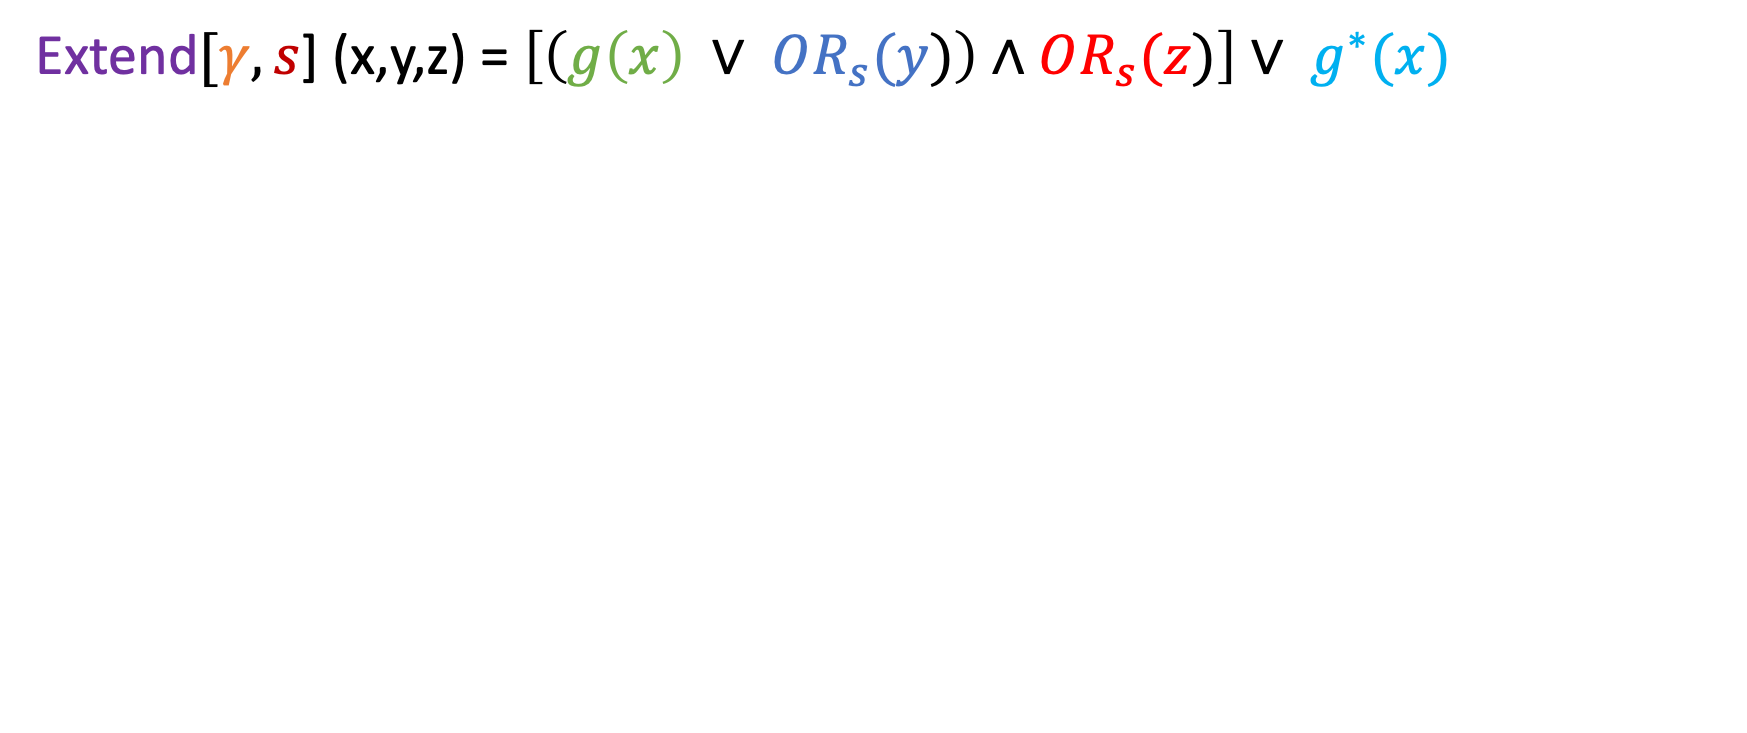 Extend[γ, s] (x,y,z) = [(g(x) ∨ ORₛ(y)) ∧ ORₛ(z)] ∨ g*(x)